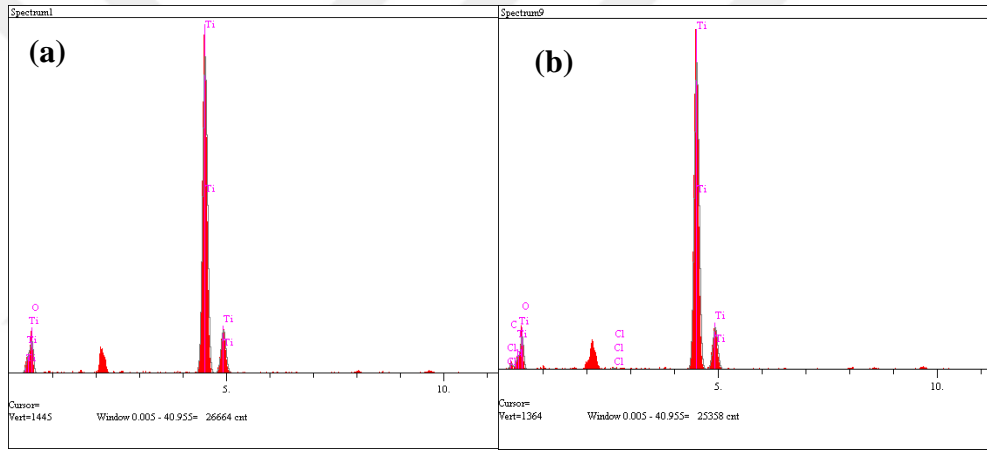 Spectrum1
(a)
Ti
Ti
O
Ti
Ti
Ti
Ti
5.
10.
Cursor=
Vert=1445 Window 0.005 - 40.955= 26664 cnt
Spectrum9
(b)
Ti
Ti
O
C
Ti
Ti
Cl
Cl
Cl
Cl
Ti
Ti
5.
10.
Cursor=
Vert=1364 Window 0.005 - 40.955= 25358 cnt